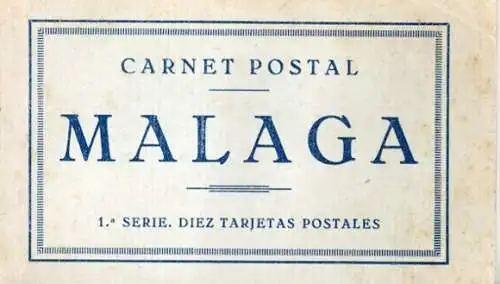 CARNET POSTAL
MALAGA
1.ª SERIE. DIEZ TARJETAS POSTALES